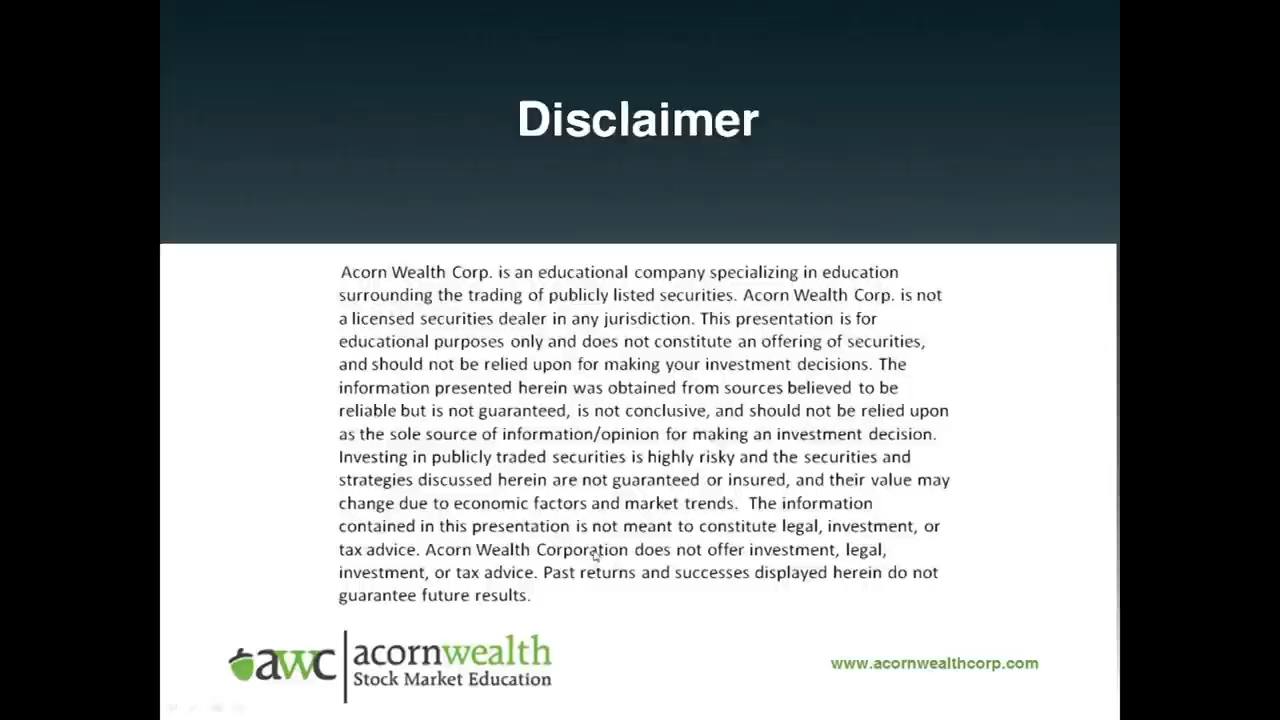 Disclaimer
Acorn Wealth Corp. is an educational company specializing in education
surrounding the trading of publicly listed securities. Acorn Wealth Corp. is not
a licensed securities dealer in any jurisdiction. This presentation is for
educational purposes only and does not constitute an offering of securities,
and should not be relied upon for making your investment decisions. The
information presented herein was obtained from sources believed to be
reliable but is not guaranteed, is not conclusive, and should not be relied upon
as the sole source of information/opinion for making an investment decision.
Investing in publicly traded securities is highly risky and the securities and
strategies discussed herein are not guaranteed or insured, and their value may
change due to economic factors and market trends.  The information
contained in this presentation is not meant to constitute legal, investment, or
tax advice. Acorn Wealth Corporation does not offer investment, legal,
investment, or tax advice. Past returns and successes displayed herein do not
guarantee future results.
awc
acornwealth
Stock Market Education
www.acornwealthcorp.com